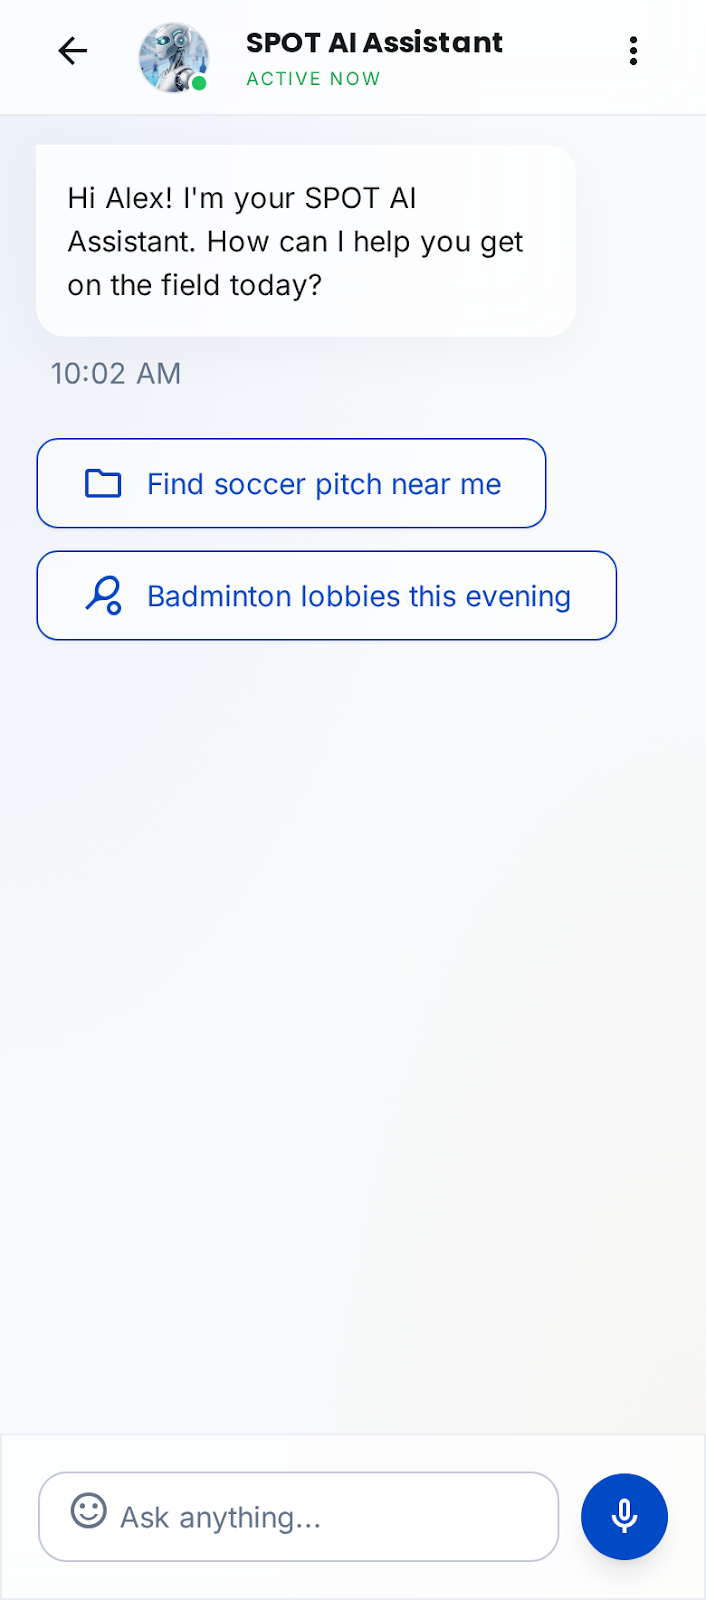 SPOT AI Assistant
ACTIVE NOW
Hi Alex! I'm your SPOT AI
Assistant. How can I help you get
on the field today?
10:02 AM
Find soccer pitch near me
Badminton lobbies this evening
Ask anything...